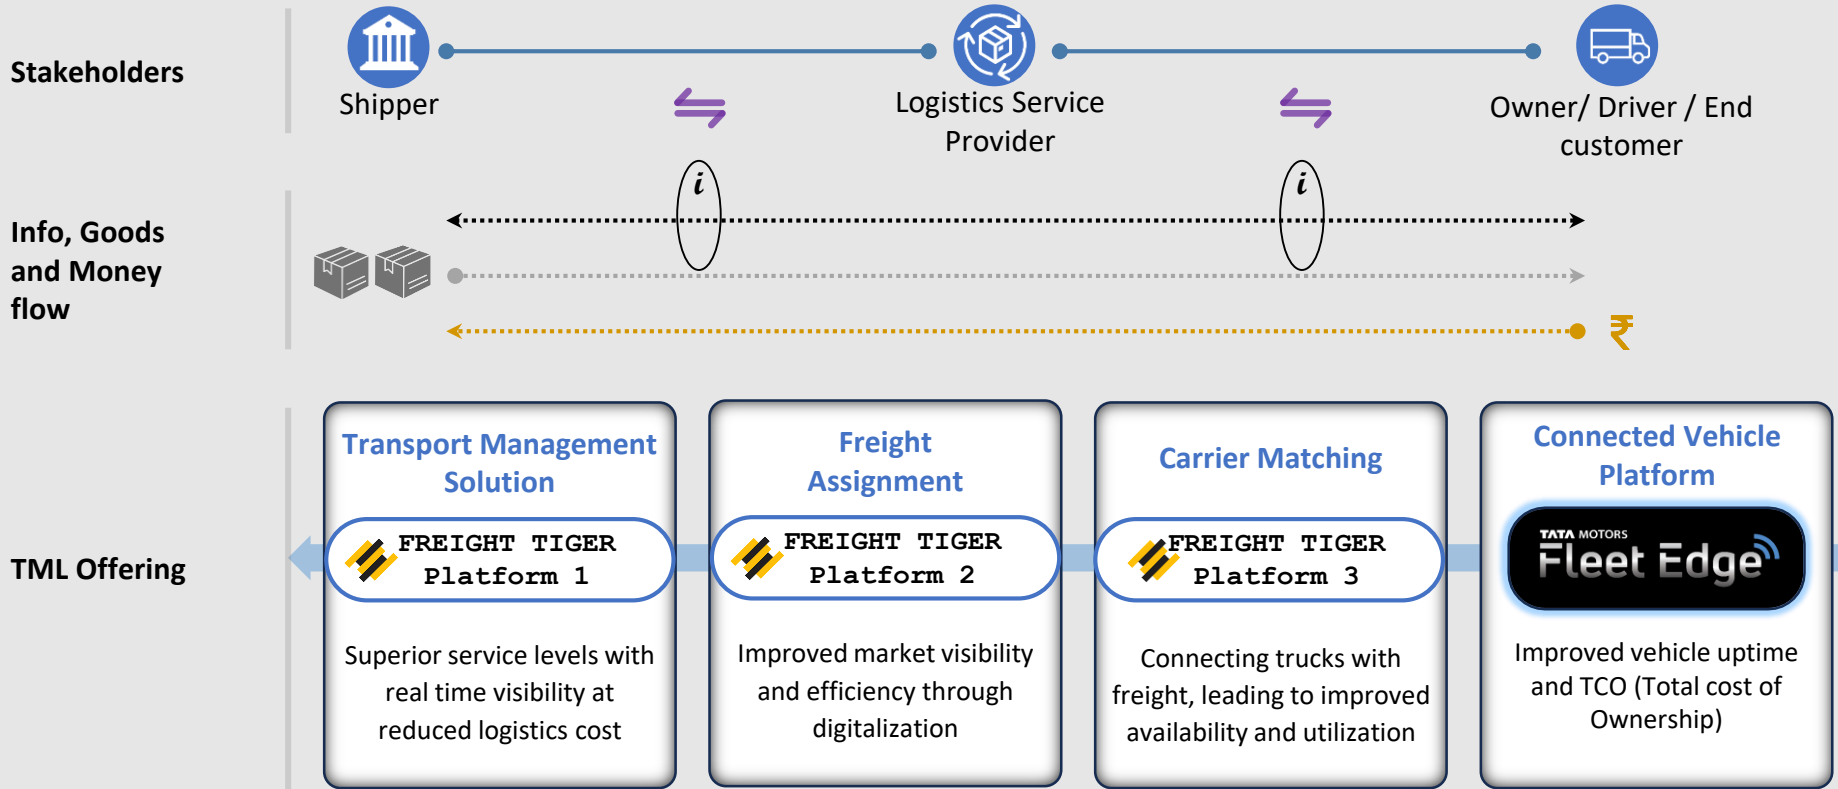 Stakeholders
Shipper
Logistics Service
Provider
Owner/ Driver / End
customer
Info, Goods
and Money
flow
i
i
₹
TML Offering
Transport Management
Solution
FREIGHT TIGER
Platform 1
Superior service levels with
real time visibility at
reduced logistics cost
Freight
Assignment
FREIGHT TIGER
Platform 2
Improved market visibility
and efficiency through
digitalization
Carrier Matching
FREIGHT TIGER
Platform 3
Connecting trucks with
freight, leading to improved
availability and utilization
Connected Vehicle
Platform
TATA MOTORS
Fleet Edge
Improved vehicle uptime
and TCO (Total cost of
Ownership)